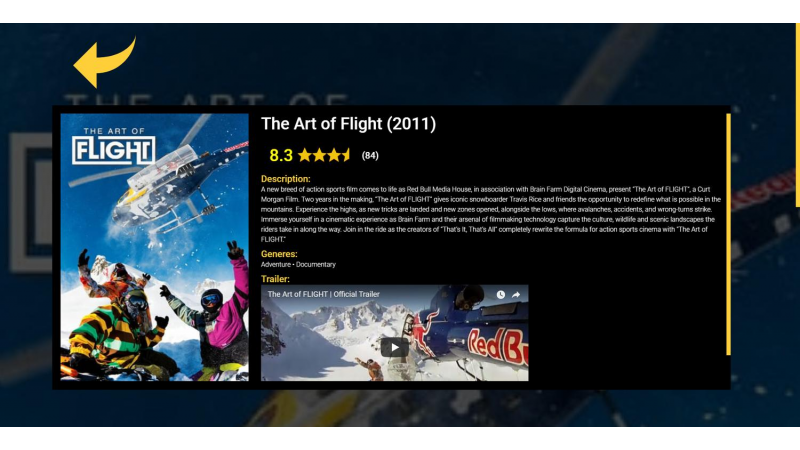 THE ART OF
The Art of Flight (2011)
THE ART OF
FLIGHT
8.3
(84)
Description:
A new breed of action sports film comes to life as Red Bull Media House, in association with Brain Farm Digital Cinema, present "The Art of FLIGHT", a Curt
Morgan Film. Two years in the making, "The Art of FLIGHT" gives iconic snowboarder Travis Rice and friends the opportunity to redefine what is possible in the
mountains. Experience the highs, as new tricks are landed and new zones opened, alongside the lows, where avalanches, accidents, and wrong-turns strike.
Immerse yourself in a cinematic experience as Brain Farm and their arsenal of filmmaking technology capture the culture, wildlife and scenic landscapes the
riders take in along the way. Join in the ride as the creators of "That's It, That's All" completely rewrite the formula for action sports cinema with "The Art of
FLIGHT."
Generes:
Adventure • Documentary
Trailer:
The Art of FLIGHT | Official Trailer
RedB